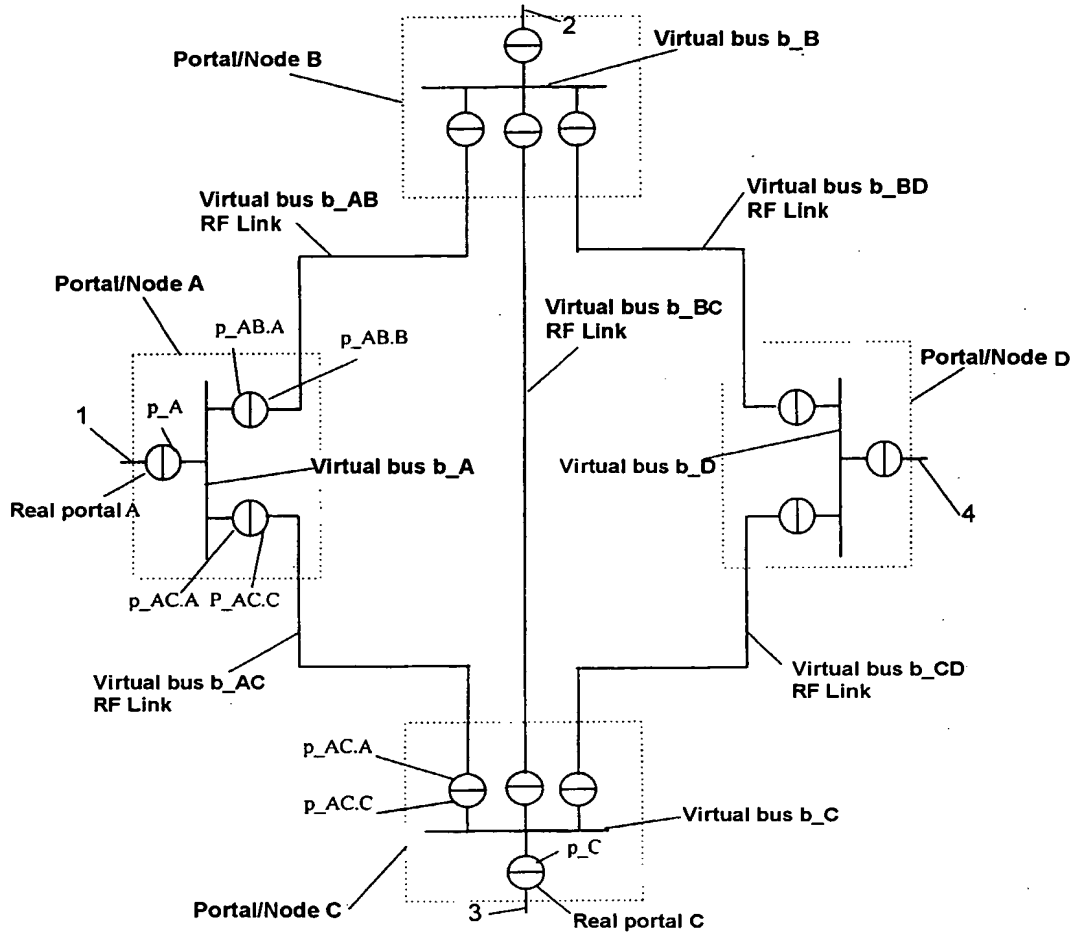 2
Virtual bus b_B
Portal/Node B
Virtual bus b_AB
RF Link
Virtual bus b_BD
RF Link
Portal/Node A
Virtual bus b_BC
RF Link
p_AB.A
p_AB.B
Portal/Node D
1
p_A
Virtual bus b_A
Virtual bus b_D
Real portal A
4
p_AC.A
P_AC.C
Virtual bus b_AC
RF Link
Virtual bus b_CD
RF Link
p_AC.A
p_AC.C
Virtual bus b_C
p_C
Portal/Node C
3
Real portal C